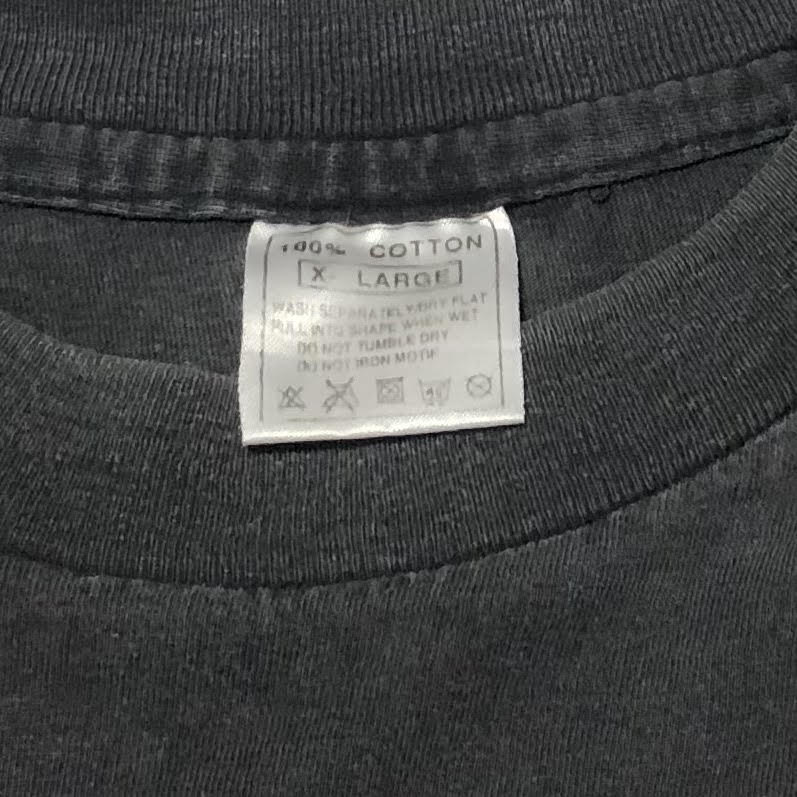 100% COTTON
X LARGE
WASH SEPARATELY/DRY FLAT
PULL INTO SHAPE WHEN WET
DO NOT TUMBLE DRY
DO NOT IRON MOTIF